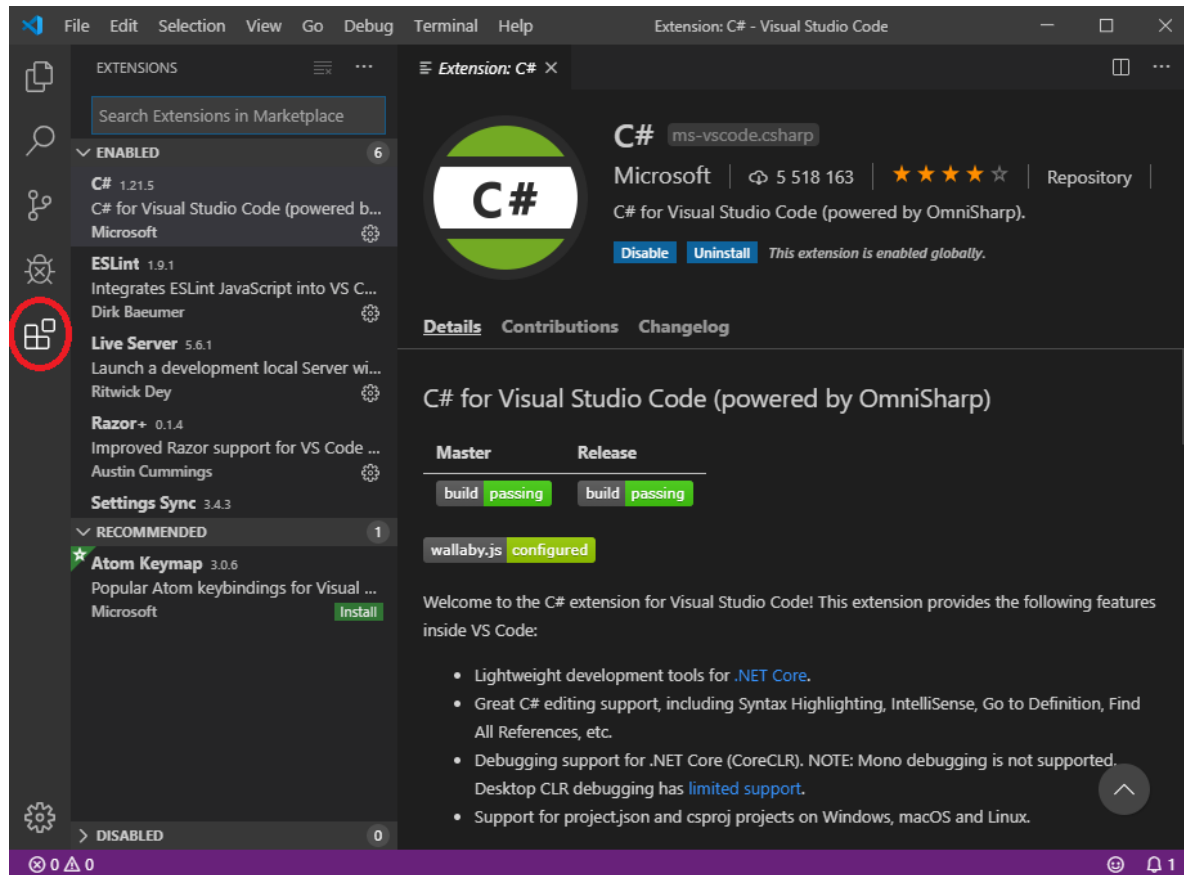 File Edit Selection View Go Debug Terminal Help Extension: C# - Visual Studio Code
EXTENSIONS
Search Extensions in Marketplace
ENABLED 6
C# 1.21.5
C# for Visual Studio Code (powered b...
Microsoft
ESLint 1.9.1
Integrates ESLint JavaScript into VS C...
Dirk Baeumer
Live Server 5.6.1
Launch a development local Server wi...
Ritwick Dey
Razor+ 0.1.4
Improved Razor support for VS Code ...
Austin Cummings
Settings Sync 3.4.3
RECOMMENDED 1
Atom Keymap 3.0.6
Popular Atom keybindings for Visual ...
Microsoft Install
DISABLED 0
Extension: C#
C#
C# ms-vscode.csharp
Microsoft 5 518 163 Repository
C# for Visual Studio Code (powered by OmniSharp).
Disable Uninstall This extension is enabled globally.
Details Contributions Changelog
C# for Visual Studio Code (powered by OmniSharp)
Master Release
build passing build passing
wallaby.js configured
Welcome to the C# extension for Visual Studio Code! This extension provides the following features
inside VS Code:
• Lightweight development tools for .NET Core.
• Great C# editing support, including Syntax Highlighting, IntelliSense, Go to Definition, Find
All References, etc.
• Debugging support for .NET Core (CoreCLR). NOTE: Mono debugging is not supported.
Desktop CLR debugging has limited support.
• Support for project.json and csproj projects on Windows, macOS and Linux.
0 0 1